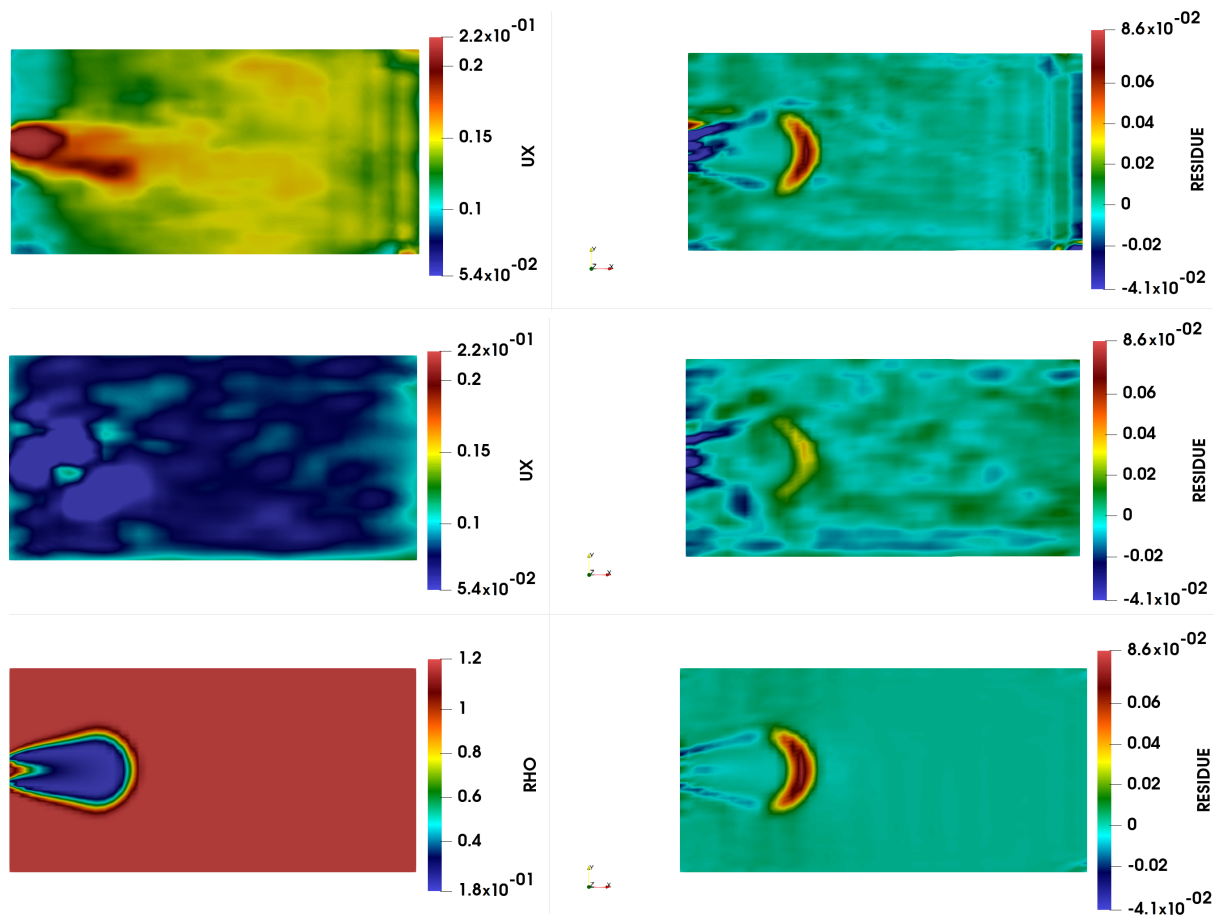 2.2x10-01
0.2
0.15
0.1
5.4x10-02
UX
8.6x10-02
0.06
0.04
0.02
0
-0.02
-4.1x10-02
RESIDUE
Y
Z
X
2.2x10-01
0.2
0.15
0.1
5.4x10-02
UX
8.6x10-02
0.06
0.04
0.02
0
-0.02
-4.1x10-02
RESIDUE
Y
Z
X
1.2
1
0.8
0.6
0.4
1.8x10-01
RHO
8.6x10-02
0.06
0.04
0.02
0
-0.02
-4.1x10-02
RESIDUE
Y
Z
X